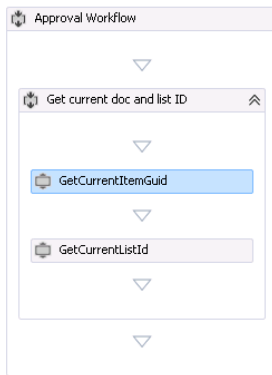 Approval Workflow
Get current doc and list ID
GetCurrentItemGuid
GetCurrentListId